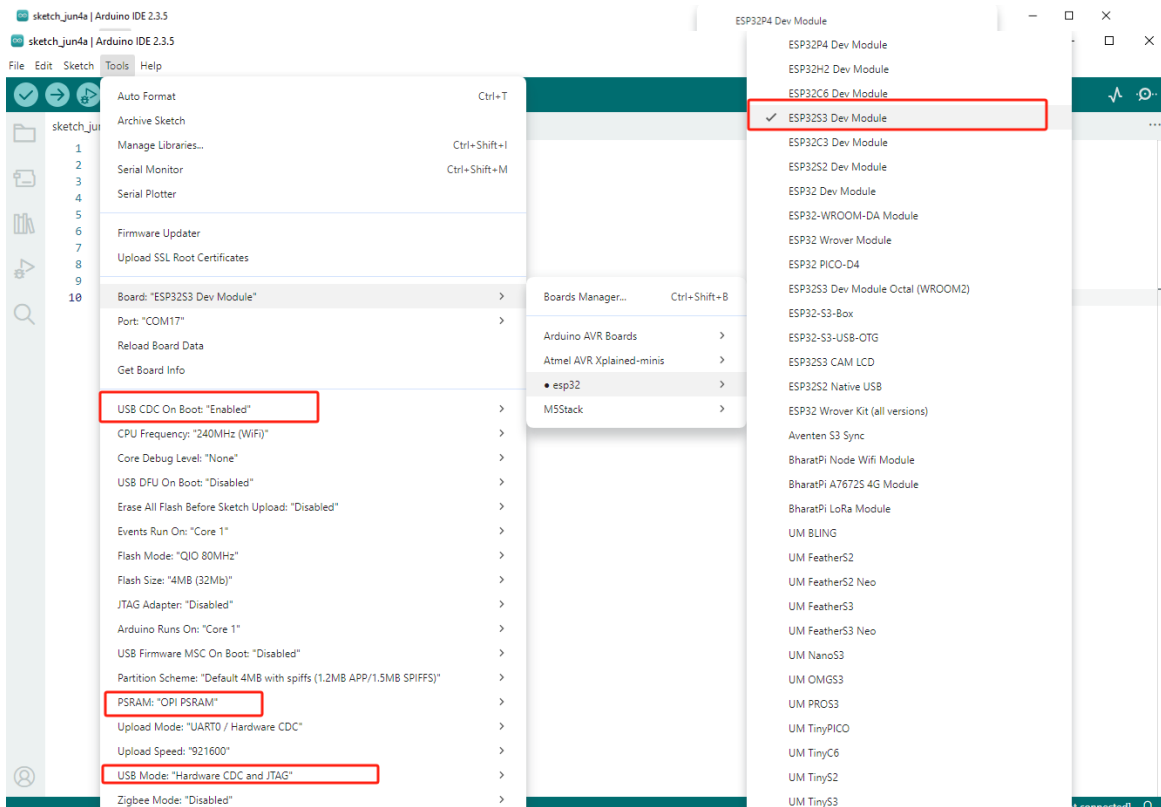 sketch_jun4a | Arduino IDE 2.3.5
ESP32P4 Dev Module
sketch_jun4a | Arduino IDE 2.3.5
File Edit Sketch Tools Help
sketch_jun
1
2
3
4
5
6
7
8
9
10
Auto Format Ctrl+T
Archive Sketch
Manage Libraries... Ctrl+Shift+I
Serial Monitor Ctrl+Shift+M
Serial Plotter
Firmware Updater
Upload SSL Root Certificates
Board: "ESP32S3 Dev Module"
Port: "COM17"
Reload Board Data
Get Board Info
USB CDC On Boot: "Enabled"
CPU Frequency: "240MHz (WiFi)"
Core Debug Level: "None"
USB DFU On Boot: "Disabled"
Erase All Flash Before Sketch Upload: "Disabled"
Events Run On: "Core 1"
Flash Mode: "QIO 80MHz"
Flash Size: "4MB (32Mb)"
JTAG Adapter: "Disabled"
Arduino Runs On: "Core 1"
USB Firmware MSC On Boot: "Disabled"
Partition Scheme: "Default 4MB with spiffs (1.2MB APP/1.5MB SPIFFS)"
PSRAM: "OPI PSRAM"
Upload Mode: "UART0 / Hardware CDC"
Upload Speed: "921600"
USB Mode: "Hardware CDC and JTAG"
Zigbee Mode: "Disabled"
Boards Manager... Ctrl+Shift+B
Arduino AVR Boards
Atmel AVR Xplained-minis
● esp32
M5Stack
ESP32P4 Dev Module
ESP32H2 Dev Module
ESP32C6 Dev Module
✓ ESP32S3 Dev Module
ESP32C3 Dev Module
ESP32S2 Dev Module
ESP32 Dev Module
ESP32-WROOM-DA Module
ESP32 Wrover Module
ESP32 PICO-D4
ESP32S3 Dev Module Octal (WROOM2)
ESP32-S3-Box
ESP32-S3-USB-OTG
ESP32S3 CAM LCD
ESP32S2 Native USB
ESP32 Wrover Kit (all versions)
Aventen S3 Sync
BharatPi Node Wifi Module
BharatPi A7672S 4G Module
BharatPi LoRa Module
UM BLING
UM FeatherS2
UM FeatherS2 Neo
UM FeatherS3
UM FeatherS3 Neo
UM NanoS3
UM OMGS3
UM PROS3
UM TinyPICO
UM TinyC6
UM TinyS2
UM TinyS3